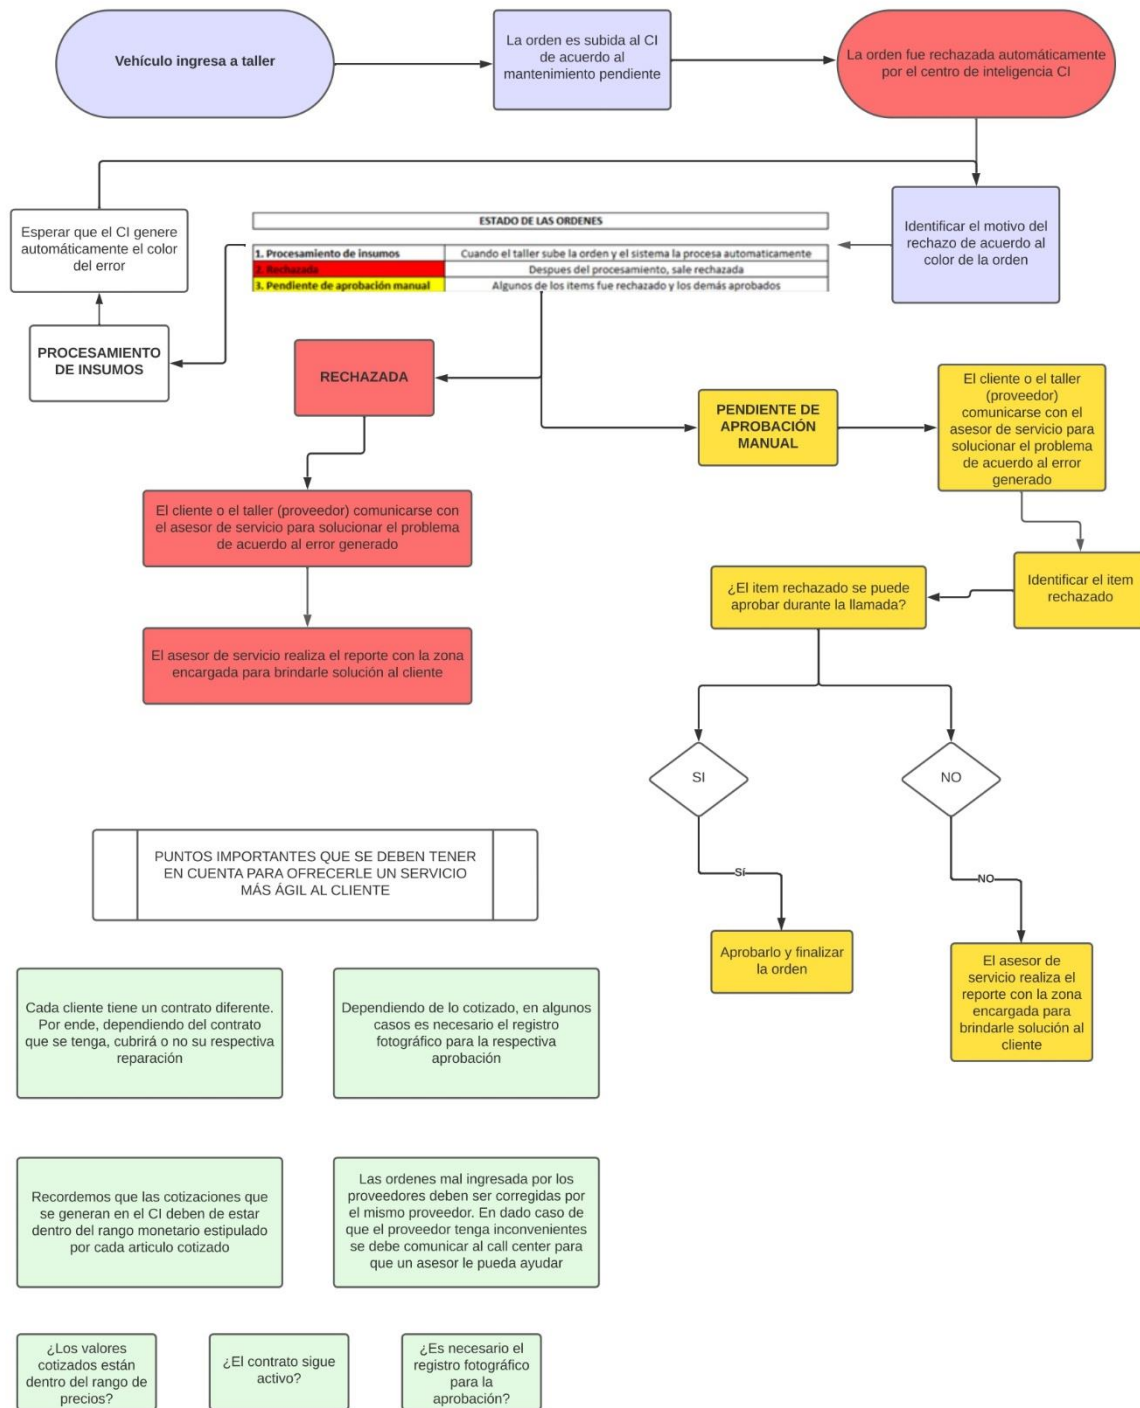 Vehículo ingresa a taller
La orden es subida al CI
de acuerdo al
mantenimiento pendiente
La orden fue rechazada automáticamente
por el centro de inteligencia CI
Esperar que el CI genere
automáticamente el color
del error
ESTADO DE LAS ORDENES
1. Procesamiento de insumos
Cuando el taller sube la orden y el sistema la procesa automaticamente
2. Rechazada
Despues del procesamiento, sale rechazada
3. Pendiente de aprobación manual
Algunos de los items fue rechazado y los demás aprobados
Identificar el motivo del
rechazo de acuerdo al
color de la orden
PROCESAMIENTO
DE INSUMOS
RECHAZADA
PENDIENTE DE
APROBACIÓN
MANUAL
El cliente o el taller
(proveedor)
comunicarse con el
asesor de servicio para
solucionar el problema
de acuerdo al error
generado
El cliente o el taller (proveedor) comunicarse con
el asesor de servicio para solucionar el problema
de acuerdo al error generado
Identificar el item
rechazado
¿El item rechazado se puede
aprobar durante la llamada?
El asesor de servicio realiza el reporte con la zona
encargada para brindarle solución al cliente
SI
NO
Sí
NO
Aprobarlo y finalizar
la orden
El asesor de
servicio realiza el
reporte con la zona
encargada para
brindarle solución al
cliente
PUNTOS IMPORTANTES QUE SE DEBEN TENER
EN CUENTA PARA OFRECERLE UN SERVICIO
MÁS ÁGIL AL CLIENTE
Cada cliente tiene un contrato diferente.
Por ende, dependiendo del contrato
que se tenga, cubrirá o no su respectiva
reparación
Dependiendo de lo cotizado, en algunos
casos es necesario el registro
fotográfico para la respectiva
aprobación
Recordemos que las cotizaciones que
se generan en el CI deben de estar
dentro del rango monetario estipulado
por cada articulo cotizado
Las ordenes mal ingresada por los
proveedores deben ser corregidas por
el mismo proveedor. En dado caso de
que el proveedor tenga inconvenientes
se debe comunicar al call center para
que un asesor le pueda ayudar
¿Los valores
cotizados están
dentro del rango de
precios?
¿El contrato sigue
activo?
¿Es necesario el
registro fotográfico
para la
aprobación?